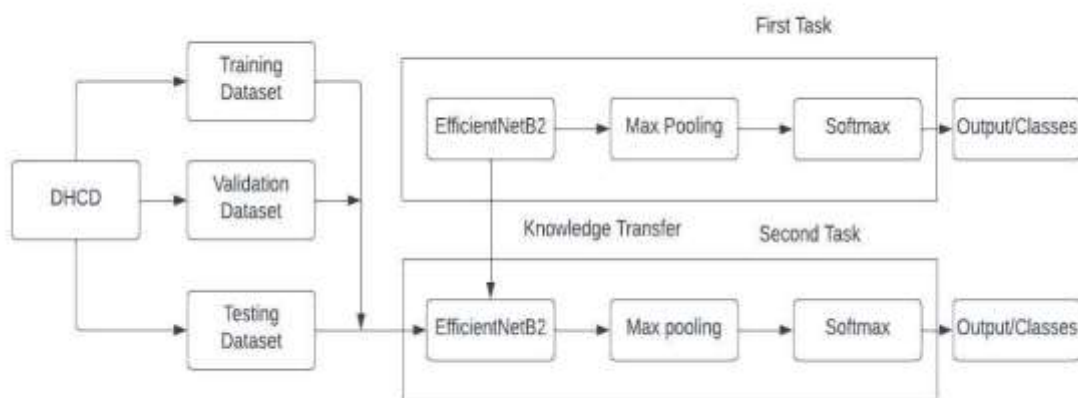 First Task
Training
Dataset
EfficientNetB2
Max Pooling
Softmax
Output/Classes
DHCD
Validation
Dataset
Knowledge Transfer
Second Task
Testing
Dataset
EfficientNetB2
Max pooling
Softmax
Output/Classes